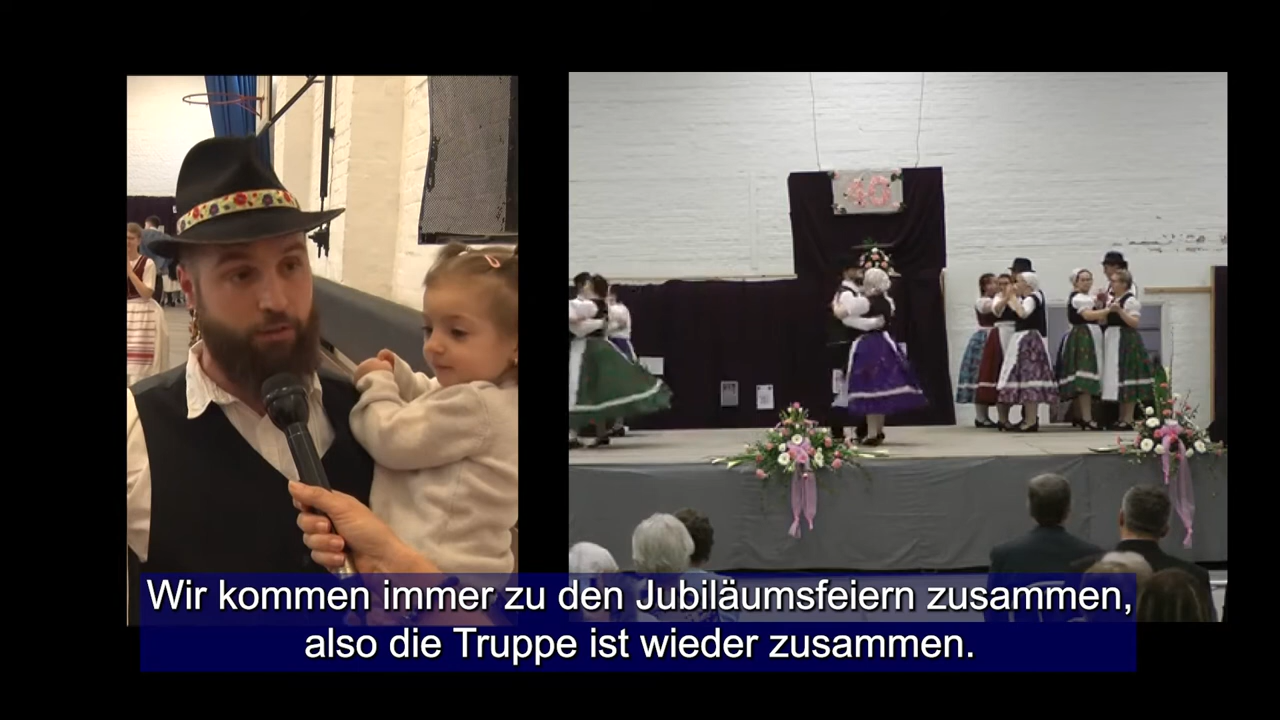 40
Wir kommen immer zu den Jubiläumsfeiern zusammen,
also die Truppe ist wieder zusammen.